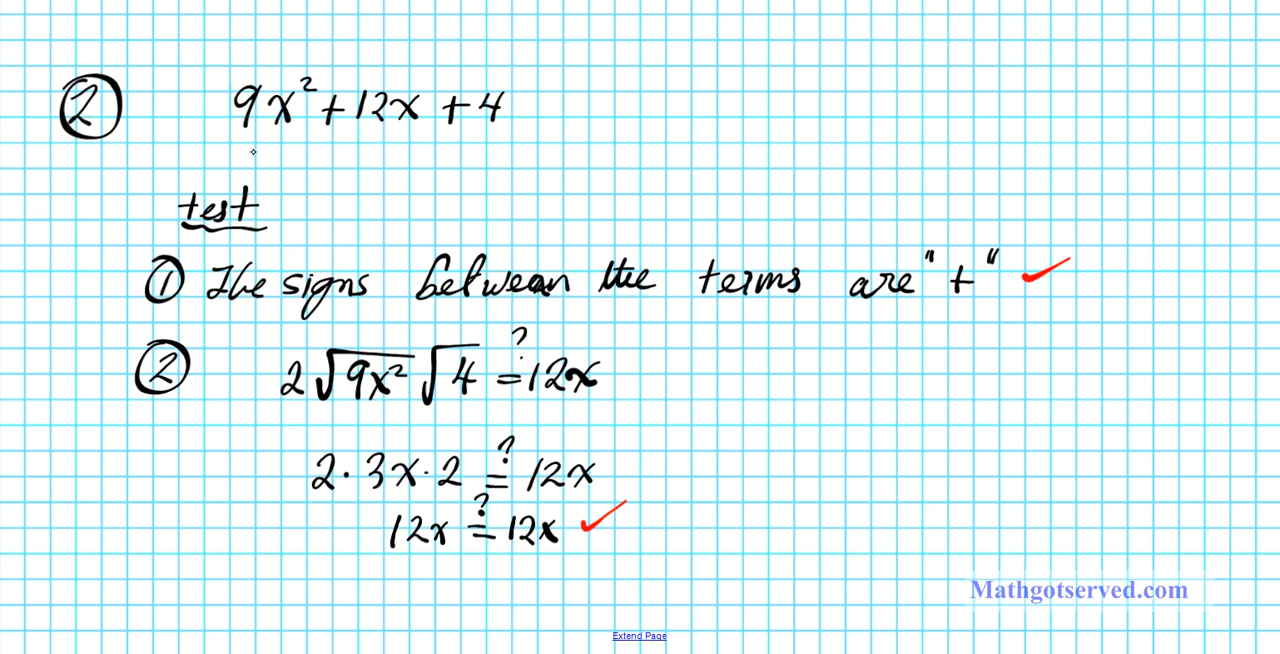 ② 9x² + 12x + 4
test
① The signs between the terms are "+" ✓
② 2√9x² √4 ≟ 12x
2 · 3x · 2 ≟ 12x
12x ≟ 12x ✓
Mathgotserved.com
Extend Page